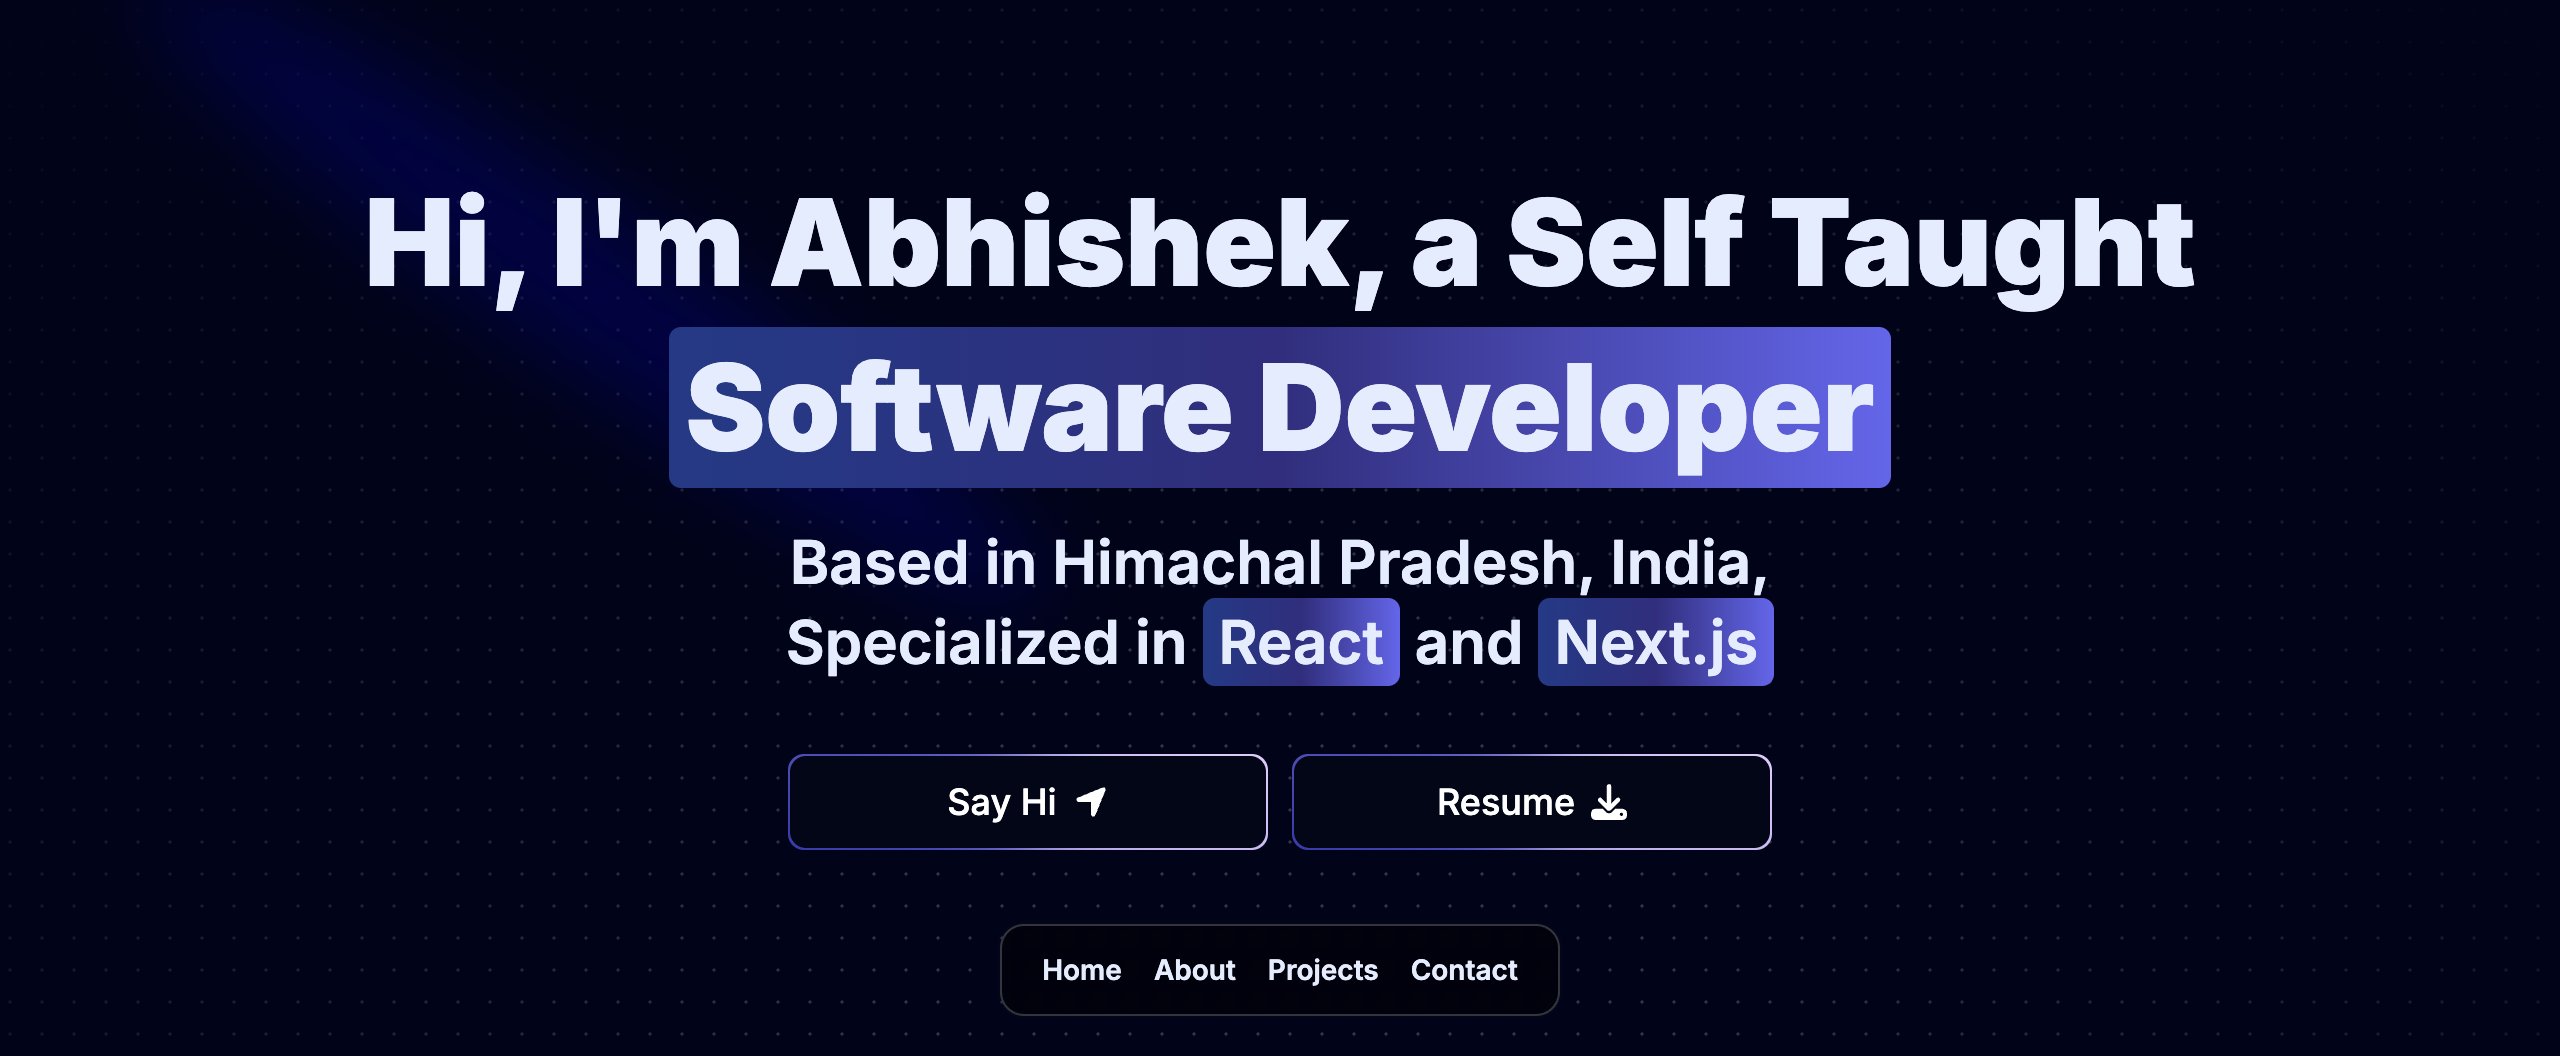 Hi, I'm Abhishek, a Self Taught
Software Developer
Based in Himachal Pradesh, India,
Specialized in React and Next.js
Say Hi
Resume
Home About Projects Contact